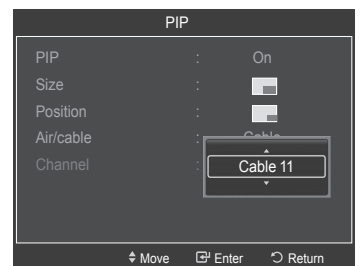 PIP
PIP : On
Size :
Position :
Air/cable : Cable
Channel :
Cable 11
Move Enter Return